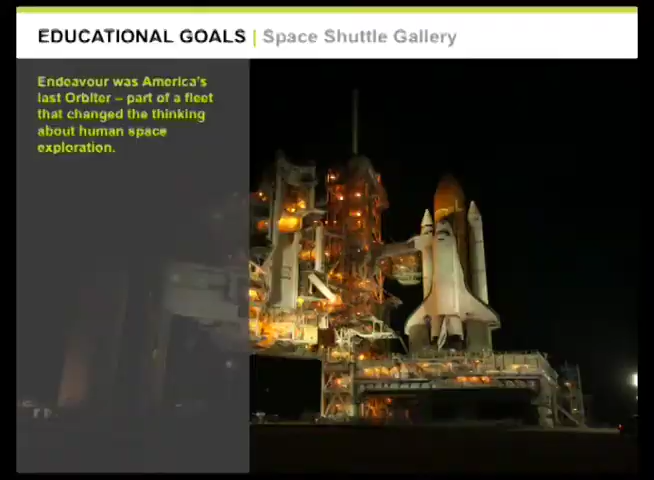 EDUCATIONAL GOALS | Space Shuttle Gallery
Endeavour was America's
last Orbiter – part of a fleet
that changed the thinking
about human space
exploration.